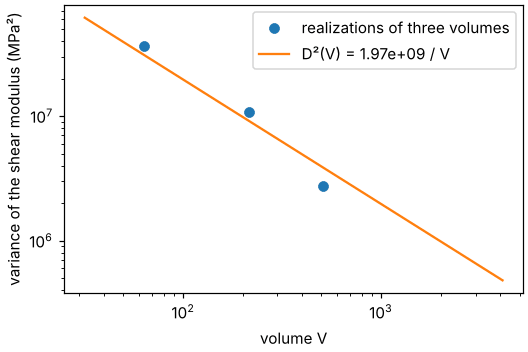 realizations of three volumes
D²(V) = 1.97e+09 / V
variance of the shear modulus (MPa²)
10⁷
10⁶
10² 10³
volume V